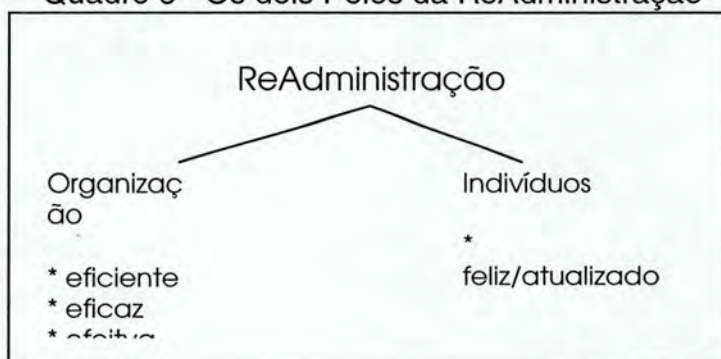 ReAdministração
Organizaç
ão
* eficiente
* eficaz
*
Indivíduos
*
feliz/atualizado